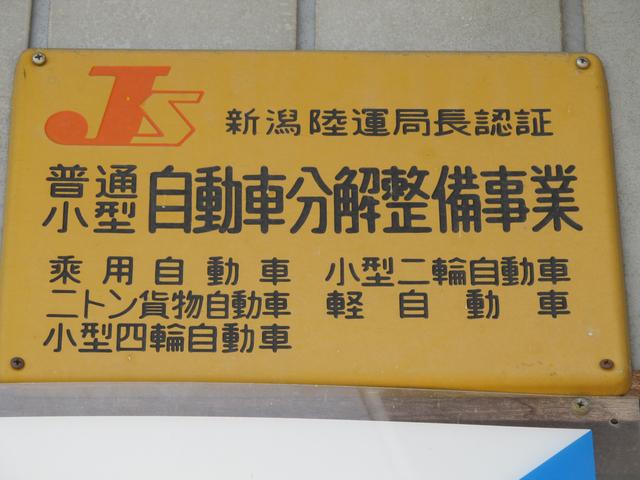 JS
新潟陸運局長認証
普通
小型
自動車分解整備事業
乗用自動車 小型二輪自動車
二トン貨物自動車 軽自動車
小型四輪自動車